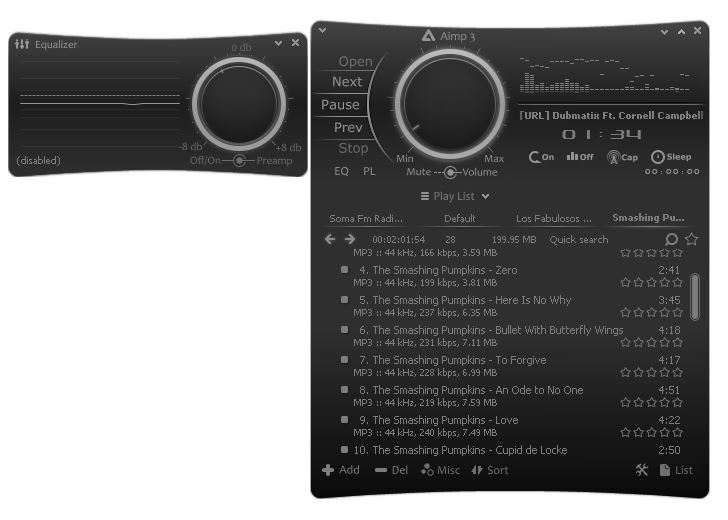 Equalizer
0 db
-8 db
+8 db
Off/On
Preamp
(disabled)
Aimp 3
Open
Next
Pause
Prev
Stop
EQ PL
Min
Max
Mute
Volume
[URL] Dubmatix Ft. Cornell Campbell
01:34
On
Off
Cap
Sleep
00:00:00
Play List
Soma Fm Radi... Default Los Fabulosos ... Smashing Pu...
00:02:01:54 28 199.95 MB Quick search
MP3 :: 44 kHz, 166 kbps, 3.59 MB
4. The Smashing Pumpkins - Zero 2:41
MP3 :: 44 kHz, 199 kbps, 3.81 MB
5. The Smashing Pumpkins - Here Is No Why 3:45
MP3 :: 44 kHz, 237 kbps, 6.35 MB
6. The Smashing Pumpkins - Bullet With Butterfly Wings 4:18
MP3 :: 44 kHz, 231 kbps, 7.11 MB
7. The Smashing Pumpkins - To Forgive 4:17
MP3 :: 44 kHz, 228 kbps, 6.99 MB
8. The Smashing Pumpkins - An Ode to No One 4:51
MP3 :: 44 kHz, 219 kbps, 7.59 MB
9. The Smashing Pumpkins - Love 4:22
MP3 :: 44 kHz, 240 kbps, 7.49 MB
10. The Smashing Pumpkins - Cupid de Locke 2:50
Add Del Misc Sort List